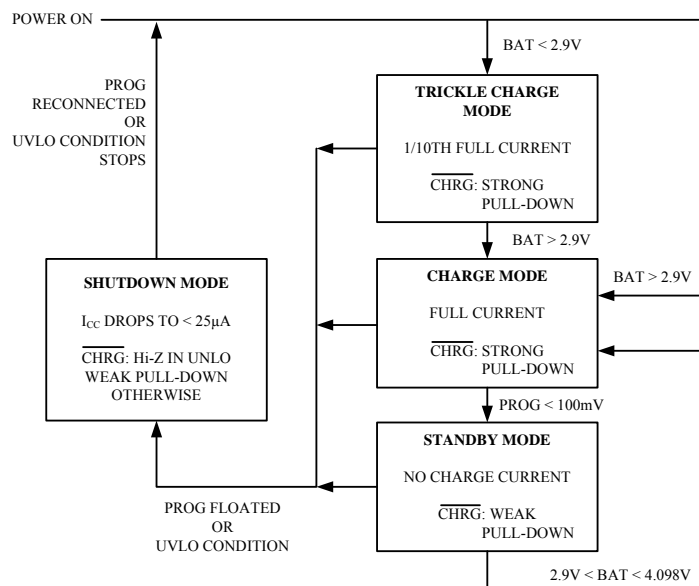 POWER ON
BAT < 2.9V
PROG
RECONNECTED
OR
UVLO CONDITION
STOPS
TRICKLE CHARGE
MODE
1/10TH FULL CURRENT
CHRG: STRONG
PULL-DOWN
BAT > 2.9V
SHUTDOWN MODE
ICC DROPS TO < 25µA
CHRG: Hi-Z IN UNLO
WEAK PULL-DOWN
OTHERWISE
CHARGE MODE
FULL CURRENT
CHRG: STRONG
PULL-DOWN
BAT > 2.9V
PROG < 100mV
STANDBY MODE
NO CHARGE CURRENT
CHRG: WEAK
PULL-DOWN
PROG FLOATED
OR
UVLO CONDITION
2.9V < BAT < 4.098V